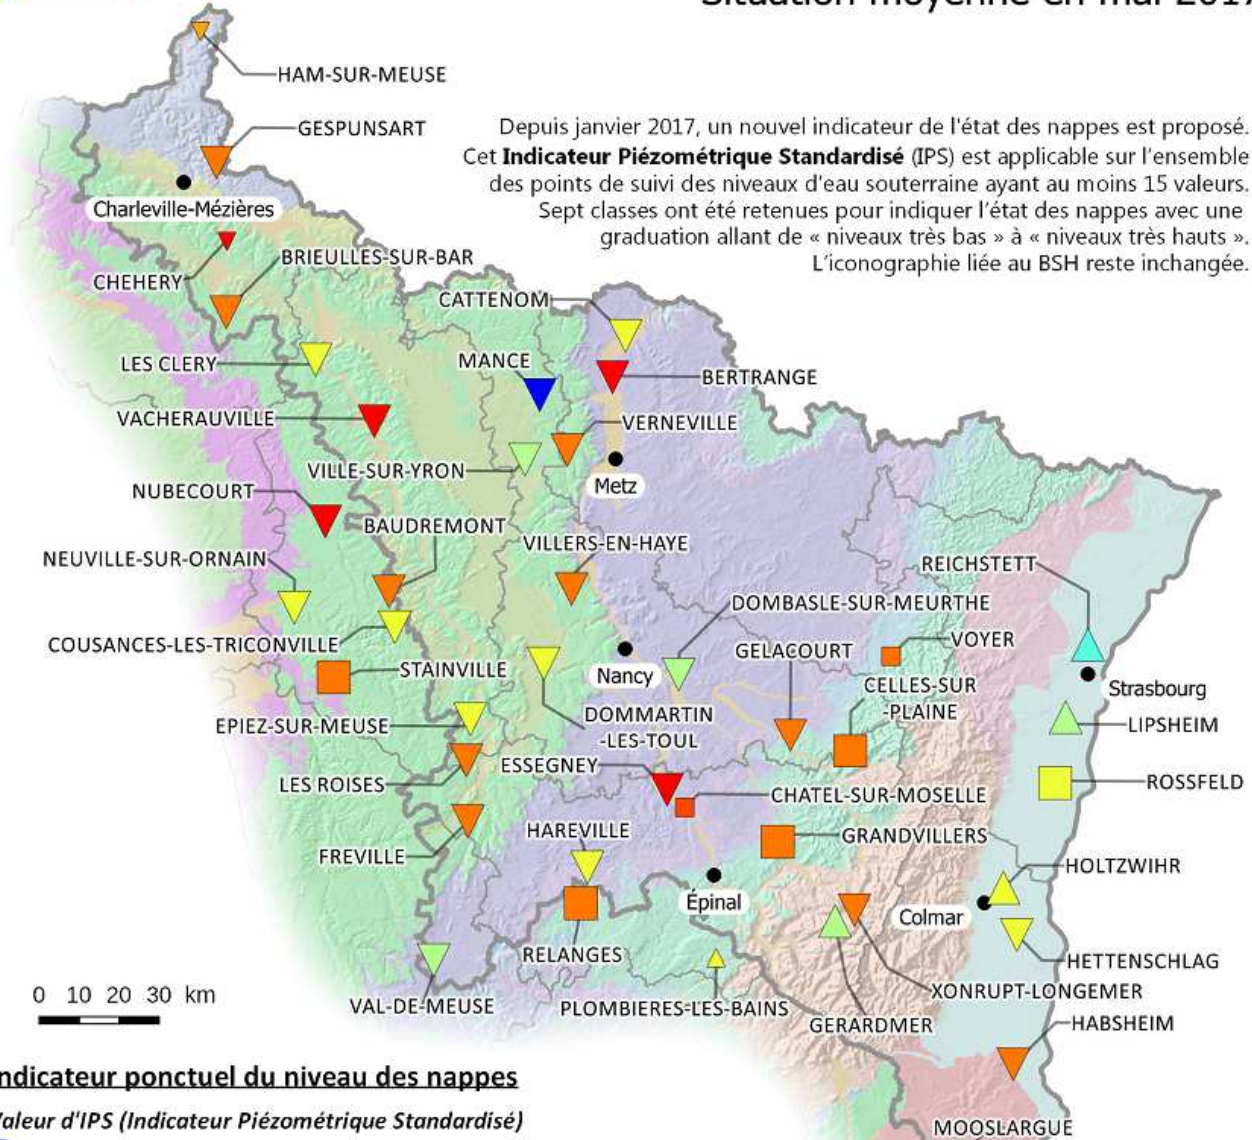 HAM-SUR-MEUSE
GESPUNSART
Depuis janvier 2017, un nouvel indicateur de l'état des nappes est proposé.
Cet Indicateur Piézométrique Standardisé (IPS) est applicable sur l'ensemble
des points de suivi des niveaux d'eau souterraine ayant au moins 15 valeurs.
Sept classes ont été retenues pour indiquer l'état des nappes avec une
graduation allant de « niveaux très bas » à « niveaux très hauts ».
L'iconographie liée au BSH reste inchangée.
Charleville-Mézières
BRIEULLES-SUR-BAR
CHEHERY
CATTENOM
LES CLERY
MANCE
BERTRANGE
VACHERAUVILLE
VERNEVILLE
VILLE-SUR-YRON
Metz
NUBECOURT
BAUDREMONT
VILLERS-EN-HAYE
NEUVILLE-SUR-ORNAIN
REICHSTETT
DOMBASLE-SUR-MEURTHE
COUSANCES-LES-TRICONVILLE
VOYER
GELACOURT
STAINVILLE
Nancy
CELLES-SUR
-PLAINE
Strasbourg
EPIEZ-SUR-MEUSE
DOMMARTIN
-LES-TOUL
LIPSHEIM
ESSEGNEY
LES ROISES
ROSSFELD
CHATEL-SUR-MOSELLE
HAREVILLE
GRANDVILLERS
FREVILLE
HOLTZWIHR
Épinal
Colmar
RELANGES
HETTENSCHLAG
0 10 20 30 km
VAL-DE-MEUSE
PLOMBIERES-LES-BAINS
XONRUPT-LONGEMER
GERARDMER
HABSHEIM
ndicateur ponctuel du niveau des nappes
Valeur d'IPS (Indicateur Piézométrique Standardisé)
MOOSLARGUE